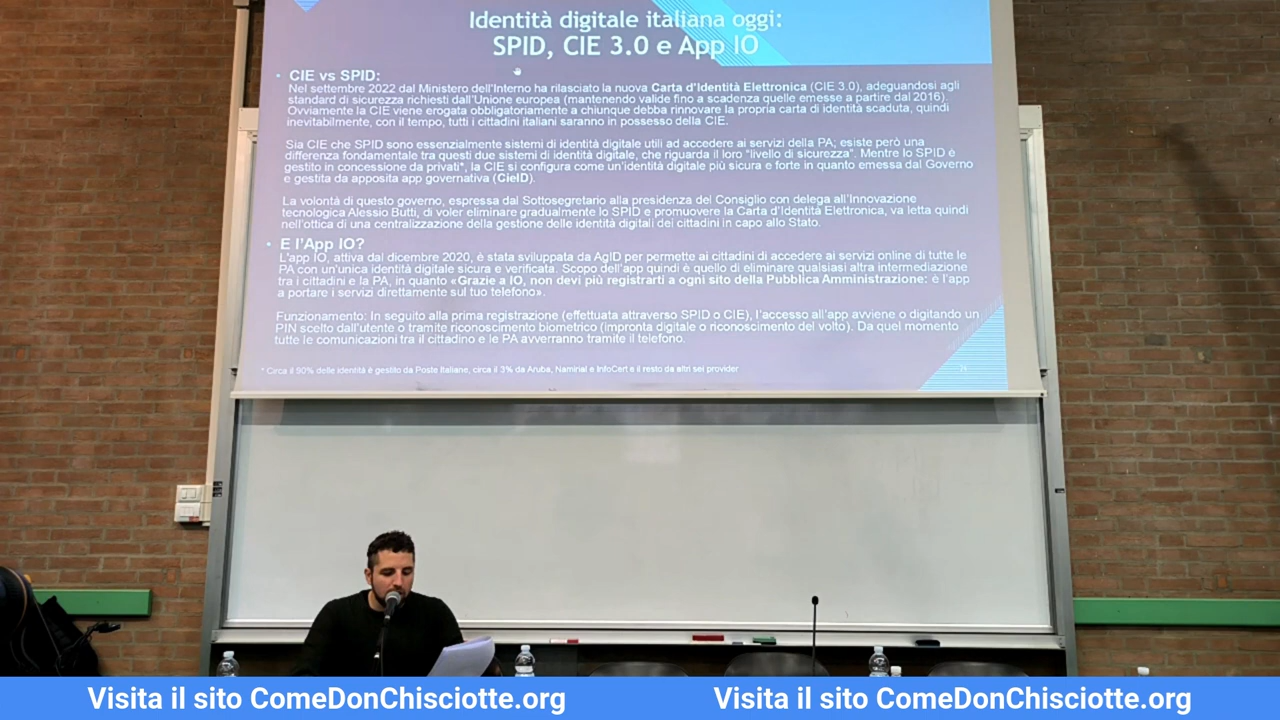 Identità digitale italiana oggi:
SPID, CIE 3.0 e App IO
• CIE vs SPID:
Nel settembre 2022 dal Ministero dell'Interno ha rilasciato la nuova Carta d'Identità Elettronica (CIE 3.0), adeguandosi agli
standard di sicurezza richiesti dall'Unione europea (mantenendo valide fino a scadenza quelle emesse a partire dal 2016).
Ovviamente la CIE viene erogata obbligatoriamente a chiunque debba rinnovare la propria carta di identità scaduta, quindi
inevitabilmente, con il tempo, tutti i cittadini italiani saranno in possesso della CIE.
Sia CIE che SPID sono essenzialmente sistemi di identità digitale utili ad accedere ai servizi della PA; esiste però una
differenza fondamentale tra questi due sistemi di identità digitale, che riguarda il loro "livello di sicurezza". Mentre lo SPID è
gestito in concessione da privati*, la CIE si configura come un'identità digitale più sicura e forte in quanto emessa dal Governo
e gestita da apposita app governativa (CieID).
La volontà di questo governo, espressa dal Sottosegretario alla presidenza del Consiglio con delega all'Innovazione
tecnologica Alessio Butti, di voler eliminare gradualmente lo SPID e promuovere la Carta d'Identità Elettronica, va letta quindi
nell'ottica di una centralizzazione della gestione delle identità digitali dei cittadini in capo allo Stato.
• E l'App IO?
L'app IO, attiva dal dicembre 2020, è stata sviluppata da AgID per permette ai cittadini di accedere ai servizi online di tutte le
PA con un'unica identità digitale sicura e verificata. Scopo dell'app quindi è quello di eliminare qualsiasi altra intermediazione
tra i cittadini e la PA, in quanto «Grazie a IO, non devi più registrarti a ogni sito della Pubblica Amministrazione: è l'app
a portare i servizi direttamente sul tuo telefono».
Funzionamento: In seguito alla prima registrazione (effettuata attraverso SPID o CIE), l'accesso all'app avviene o digitando un
PIN scelto dall'utente o tramite riconoscimento biometrico (impronta digitale o riconoscimento del volto). Da quel momento
tutte le comunicazioni tra il cittadino e le PA avverranno tramite il telefono.
* Circa il 90% delle identità è gestito da Poste Italiane, circa il 3% da Aruba, Namirial e InfoCert e il resto da altri sei provider
Visita il sito ComeDonChisciotte.org
Visita il sito ComeDonChisciotte.org